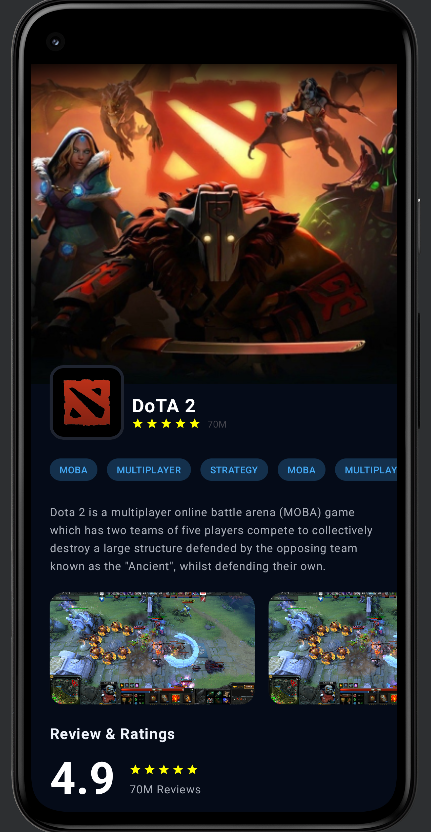 DoTA 2
70M
MOBA MULTIPLAYER STRATEGY MOBA MULTIPLAY
Dota 2 is a multiplayer online battle arena (MOBA) game
which has two teams of five players compete to collectively
destroy a large structure defended by the opposing team
known as the "Ancient", whilst defending their own.
Review & Ratings
4.9
70M Reviews